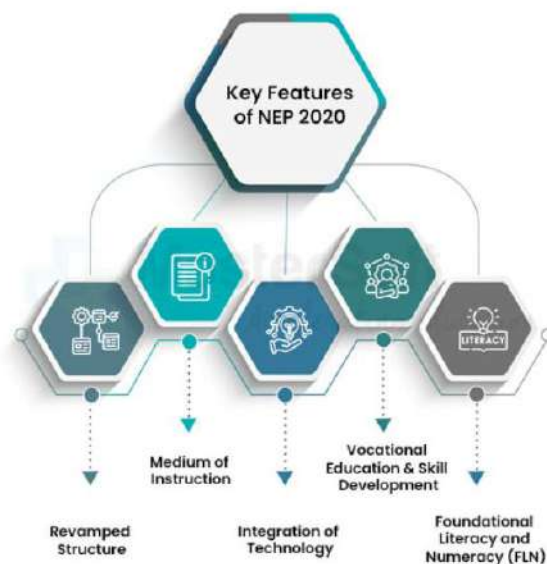 Key Features
of NEP 2020
LITERACY
Medium of
Instruction
Vocational
Education & Skill
Development
Revamped
Structure
Integration of
Technology
Foundational
Literacy and
Numeracy (FLN)